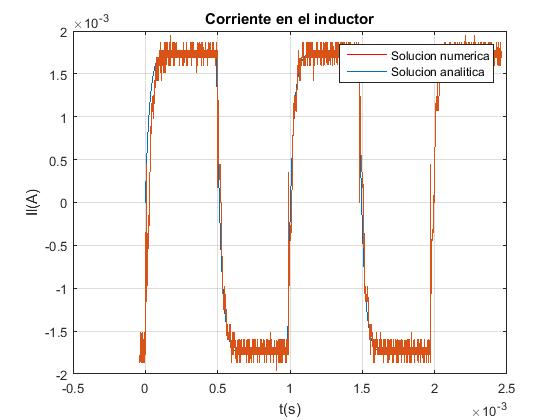 Corriente en el inductor
×10⁻³
2
1.5
1
0.5
0
-0.5
-1
-1.5
-2
Il(A)
Solucion numerica
Solucion analitica
-0.5 0 0.5 1 1.5 2 2.5
t(s)
×10⁻³